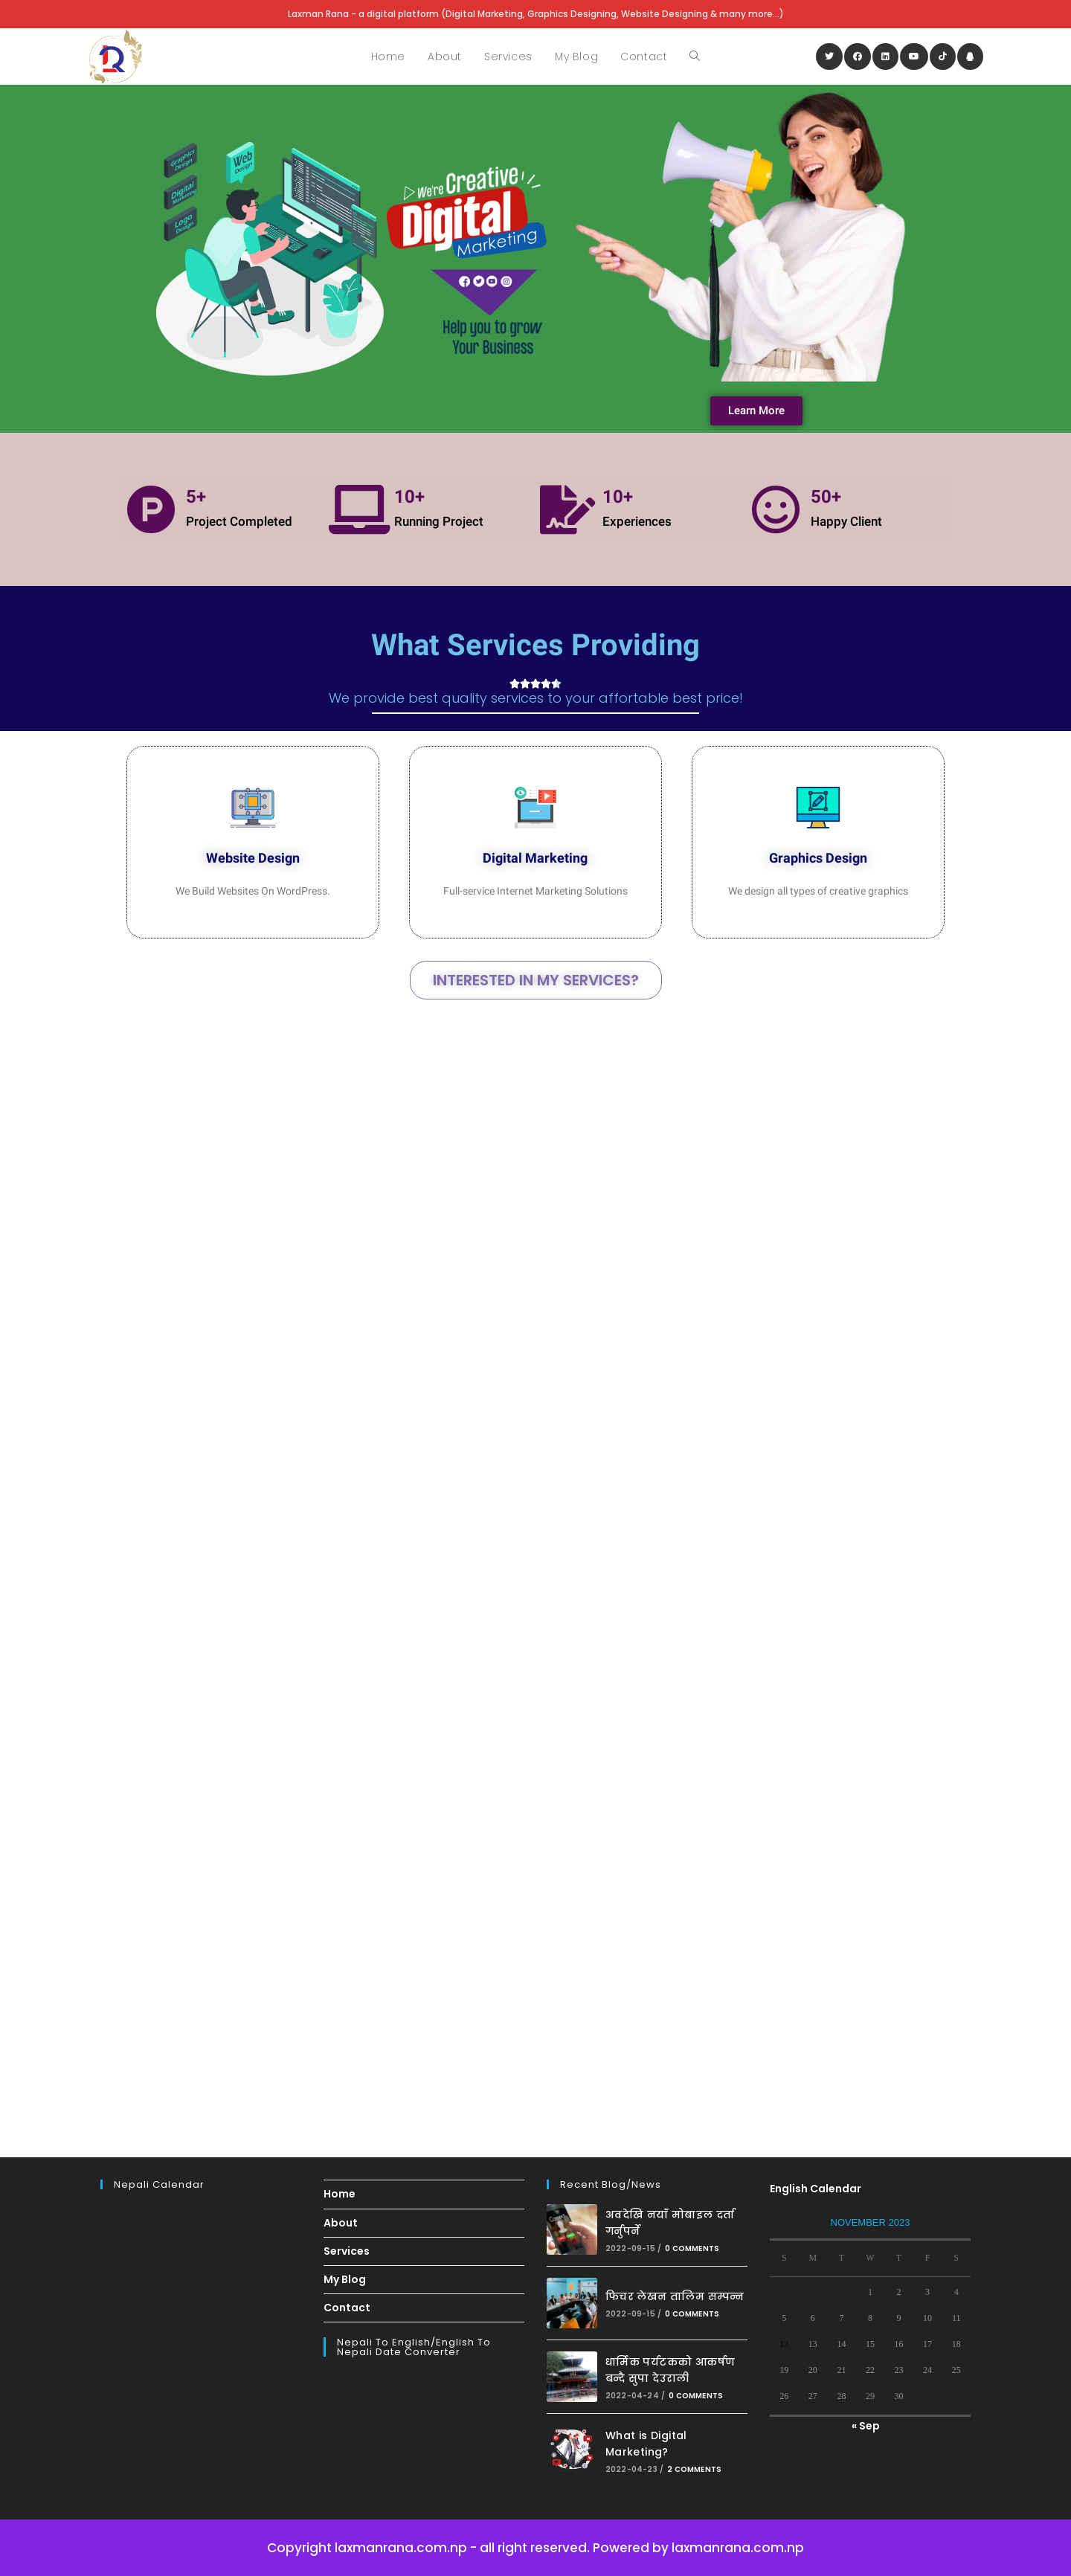 Laxman Rana - a digital platform (Digital Marketing, Graphics Designing, Website Designing & many more...)
Home About Services My Blog Contact
Graphics Design
Web Design
Digital Marketing
Logo Design
We're Creative
Digital
Marketing
Help you to grow
Your Business
Learn More
5+
Project Completed
10+
Running Project
10+
Experiences
50+
Happy Client
What Services Providing
We provide best quality services to your affortable best price!
Website Design
We Build Websites On WordPress.
Digital Marketing
Full-service Internet Marketing Solutions
Graphics Design
We design all types of creative graphics
INTERESTED IN MY SERVICES?
Nepali Calendar
Home
About
Services
My Blog
Contact
Nepali To English/English To
Nepali Date Converter
Recent Blog/News
अवदेखि नयाँ मोबाइल दर्ता
गर्नुपर्ने
2022-09-15 / 0 COMMENTS
फिचर लेखन तालिम सम्पन्न
2022-09-15 / 0 COMMENTS
धार्मिक पर्यटकको आकर्षण
बन्दै सुपा देउराली
2022-04-24 / 0 COMMENTS
What is Digital
Marketing?
2022-04-23 / 2 COMMENTS
English Calendar
NOVEMBER 2023
S M T W T F S
1 2 3 4
5 6 7 8 9 10 11
12 13 14 15 16 17 18
19 20 21 22 23 24 25
26 27 28 29 30
« Sep
Copyright laxmanrana.com.np - all right reserved. Powered by laxmanrana.com.np